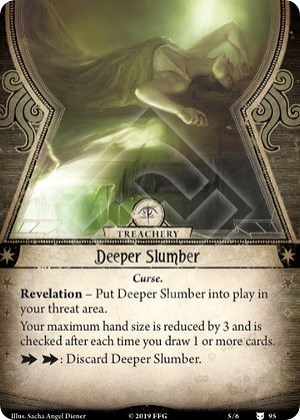 TREACHERY
Deeper Slumber
Curse.
Revelation – Put Deeper Slumber into play in
your threat area.
Your maximum hand size is reduced by 3 and is
checked after each time you draw 1 or more cards.
: Discard Deeper Slumber.
Illus. Sacha Angel Diener
© 2019 FFG
5/6
95